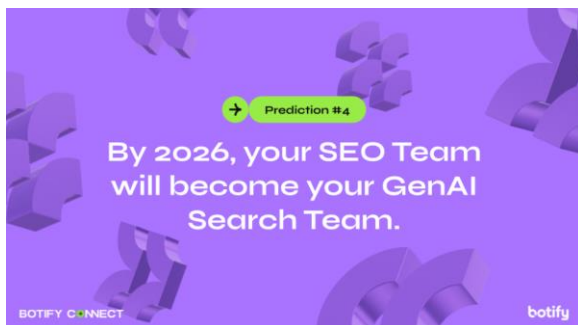 Prediction #4
By 2026, your SEO Team
will become your GenAI
Search Team.
BOTIFY CONNECT
botify